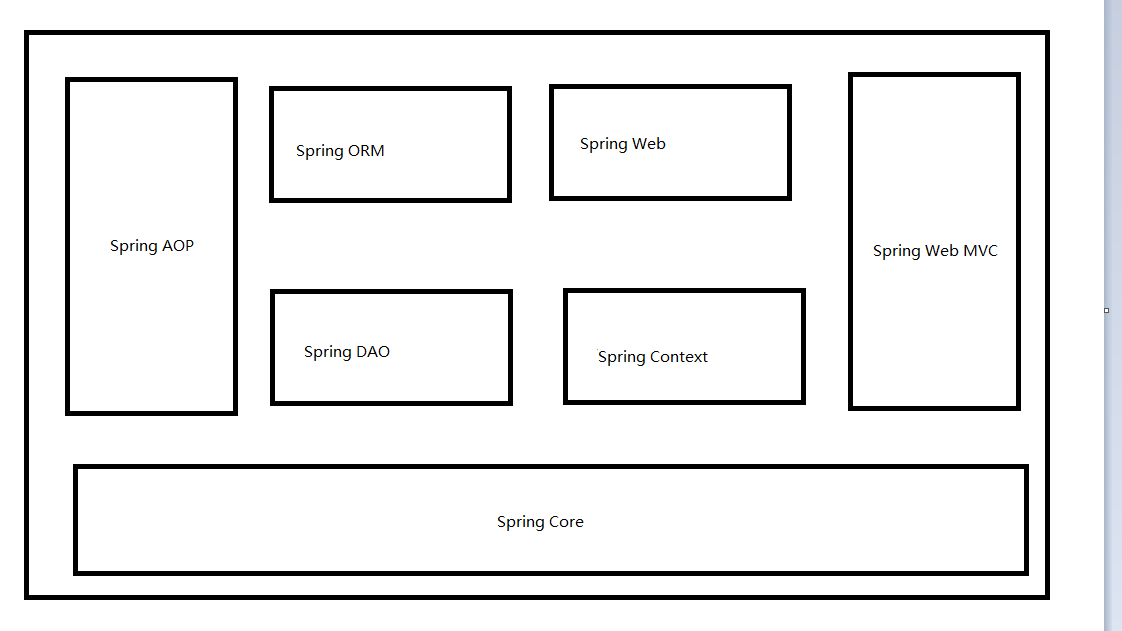 Spring ORM
Spring Web
Spring AOP
Spring Web MVC
Spring DAO
Spring Context
Spring Core